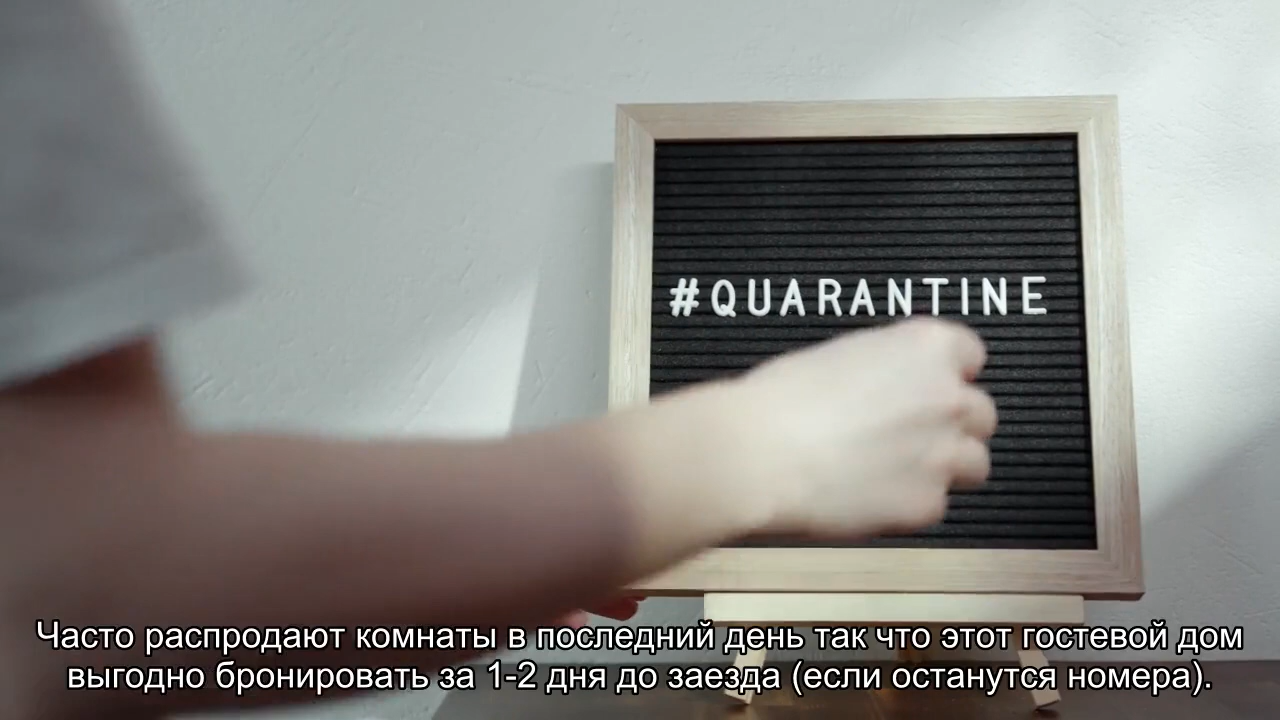 #QUARANTINE
Часто распродают комнаты в последний день так что этот гостевой дом
выгодно бронировать за 1-2 дня до заезда (если останутся номера).